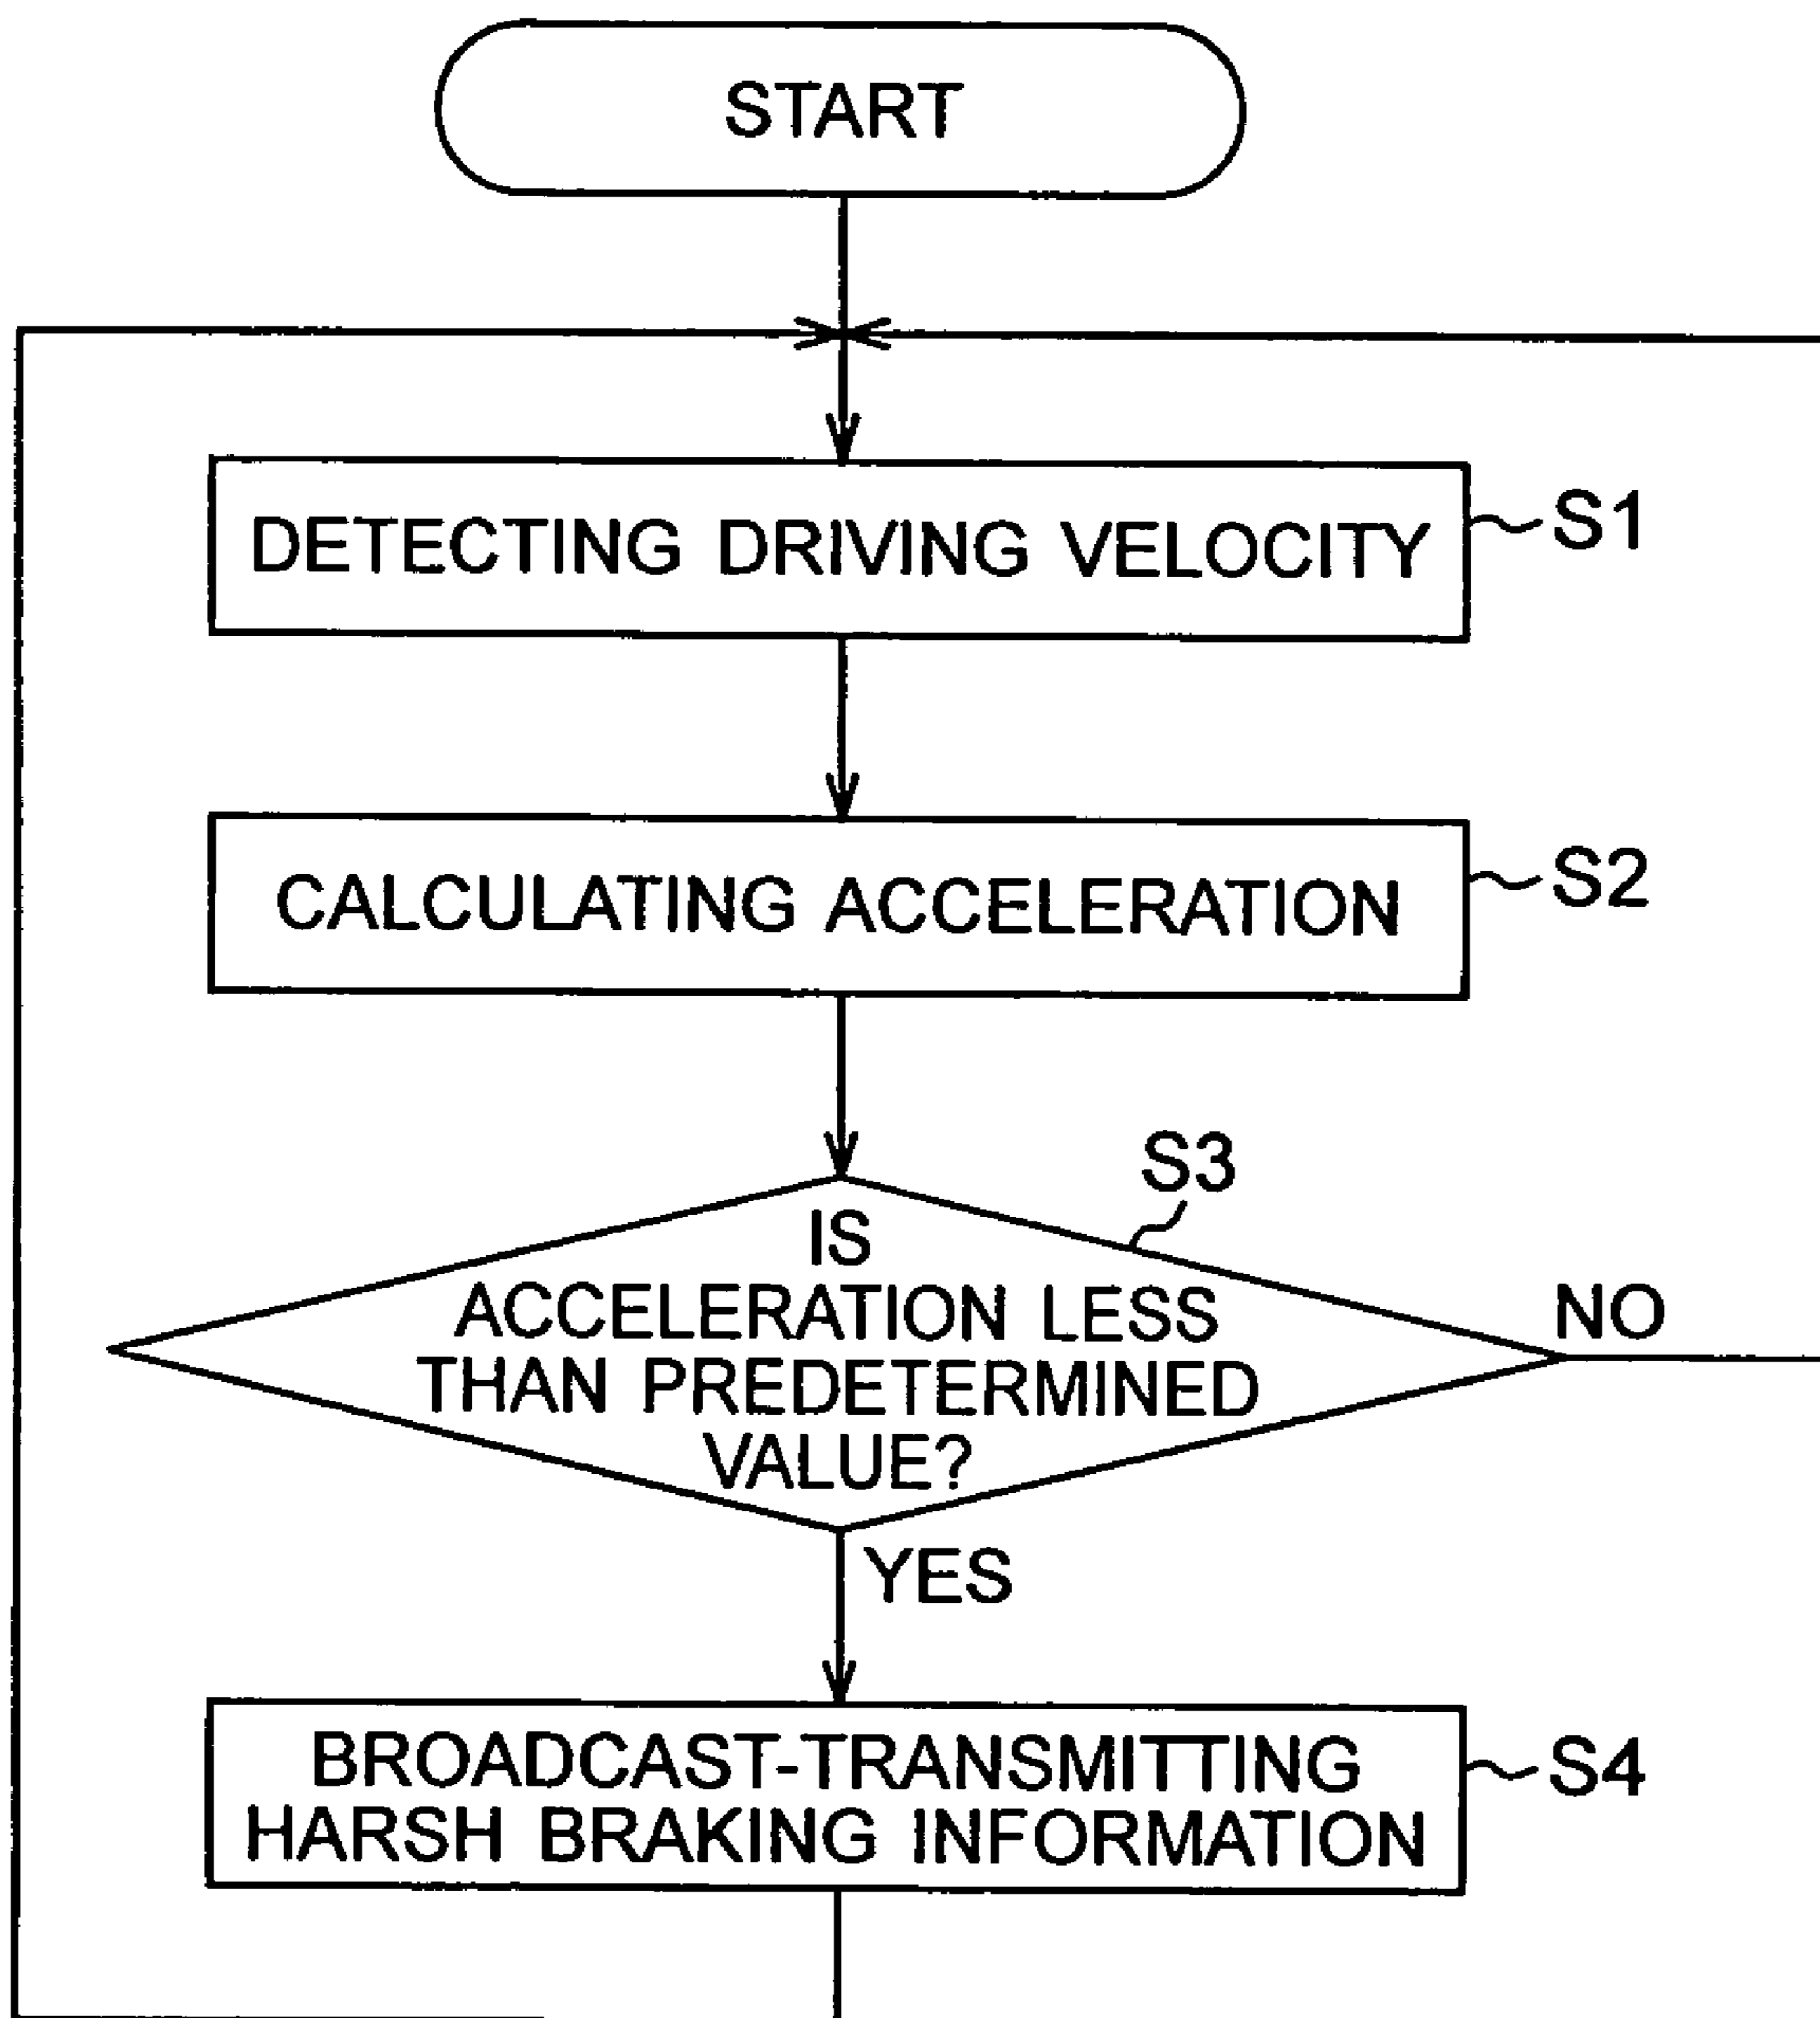 START
DETECTING DRIVING VELOCITY
S1
CALCULATING ACCELERATION
S2
S3
IS
ACCELERATION LESS
THAN PREDETERMINED
VALUE?
NO
YES
BROADCAST-TRANSMITTING
HARSH BRAKING INFORMATION
S4